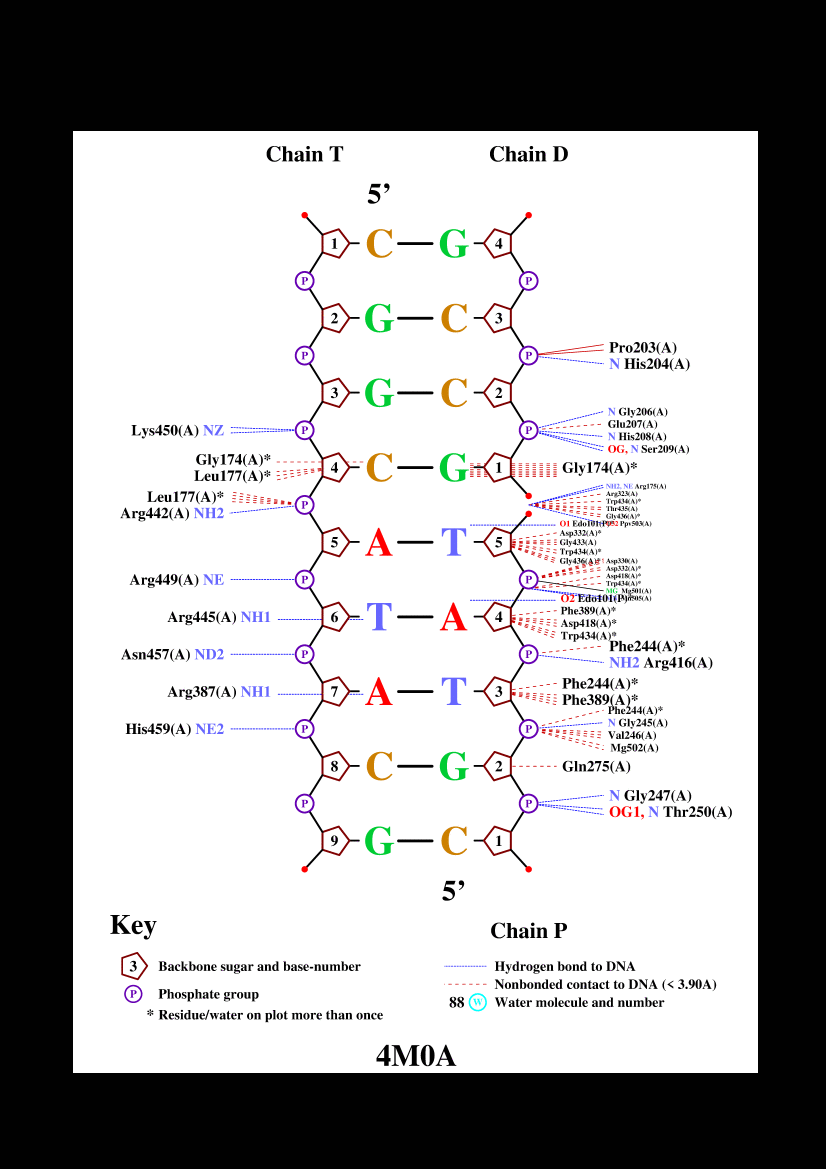 Chain T Chain D
5’
1 C G 4
P P
2 G C 3
P P Pro203(A)
N His204(A)
3 G C 2
N Gly206(A)
Glu207(A)
Lys450(A) NZ P P N His208(A)
OG, N Ser209(A)
Gly174(A)*
4 C G 1 Gly174(A)*
Leu177(A)*
NH2, NE Arg175(A)
Arg323(A)
Leu177(A)* Trp434(A)*
P Thr435(A)
Arg442(A) NH2 Gly436(A)*
O1 Edo101(P) Ppv503(A)
Asp332(A)*
5 A T 5 Gly433(A)
Trp434(A)*
Gly436(A)* Asp330(A)
Asp332(A)*
Arg449(A) NE P P Asp418(A)*
Trp434(A)*
MG Mg501(A)
O2 Edo101(P)
Phe389(A)*
Arg445(A) NH1 6 T A 4 Asp418(A)*
Trp434(A)*
Phe244(A)*
Asn457(A) ND2 P P NH2 Arg416(A)
Phe244(A)*
Arg387(A) NH1 7 A T 3 Phe389(A)*
Phe244(A)*
N Gly245(A)
His459(A) NE2 P P Val246(A)
Mg502(A)
8 C G 2 Gln275(A)
P P N Gly247(A)
OG1, N Thr250(A)
9 G C 1
5’
Key Chain P
3 Backbone sugar and base-number
P Phosphate group
* Residue/water on plot more than once
Hydrogen bond to DNA
Nonbonded contact to DNA (< 3.90A)
88 W Water molecule and number
4M0A